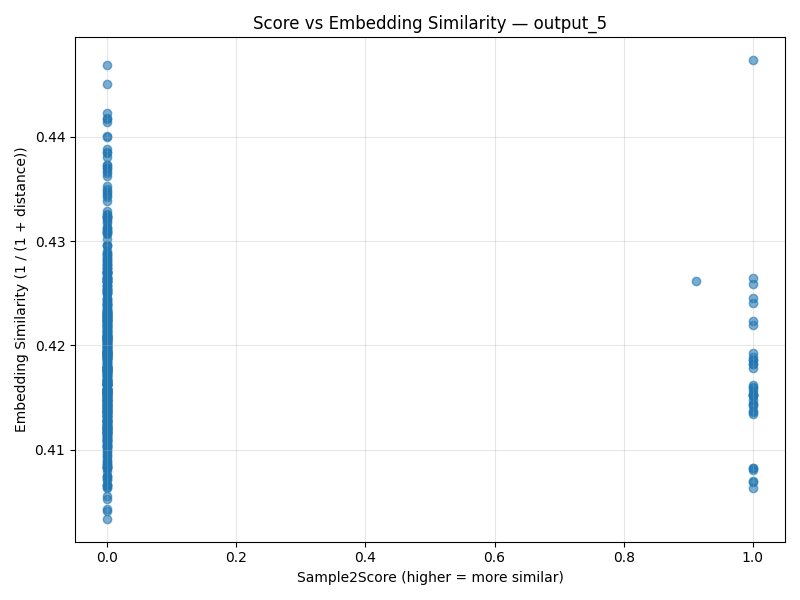 Score vs Embedding Similarity — output_5
Embedding Similarity (1 / (1 + distance))
0.44
0.43
0.42
0.41
0.0 0.2 0.4 0.6 0.8 1.0
Sample2Score (higher = more similar)